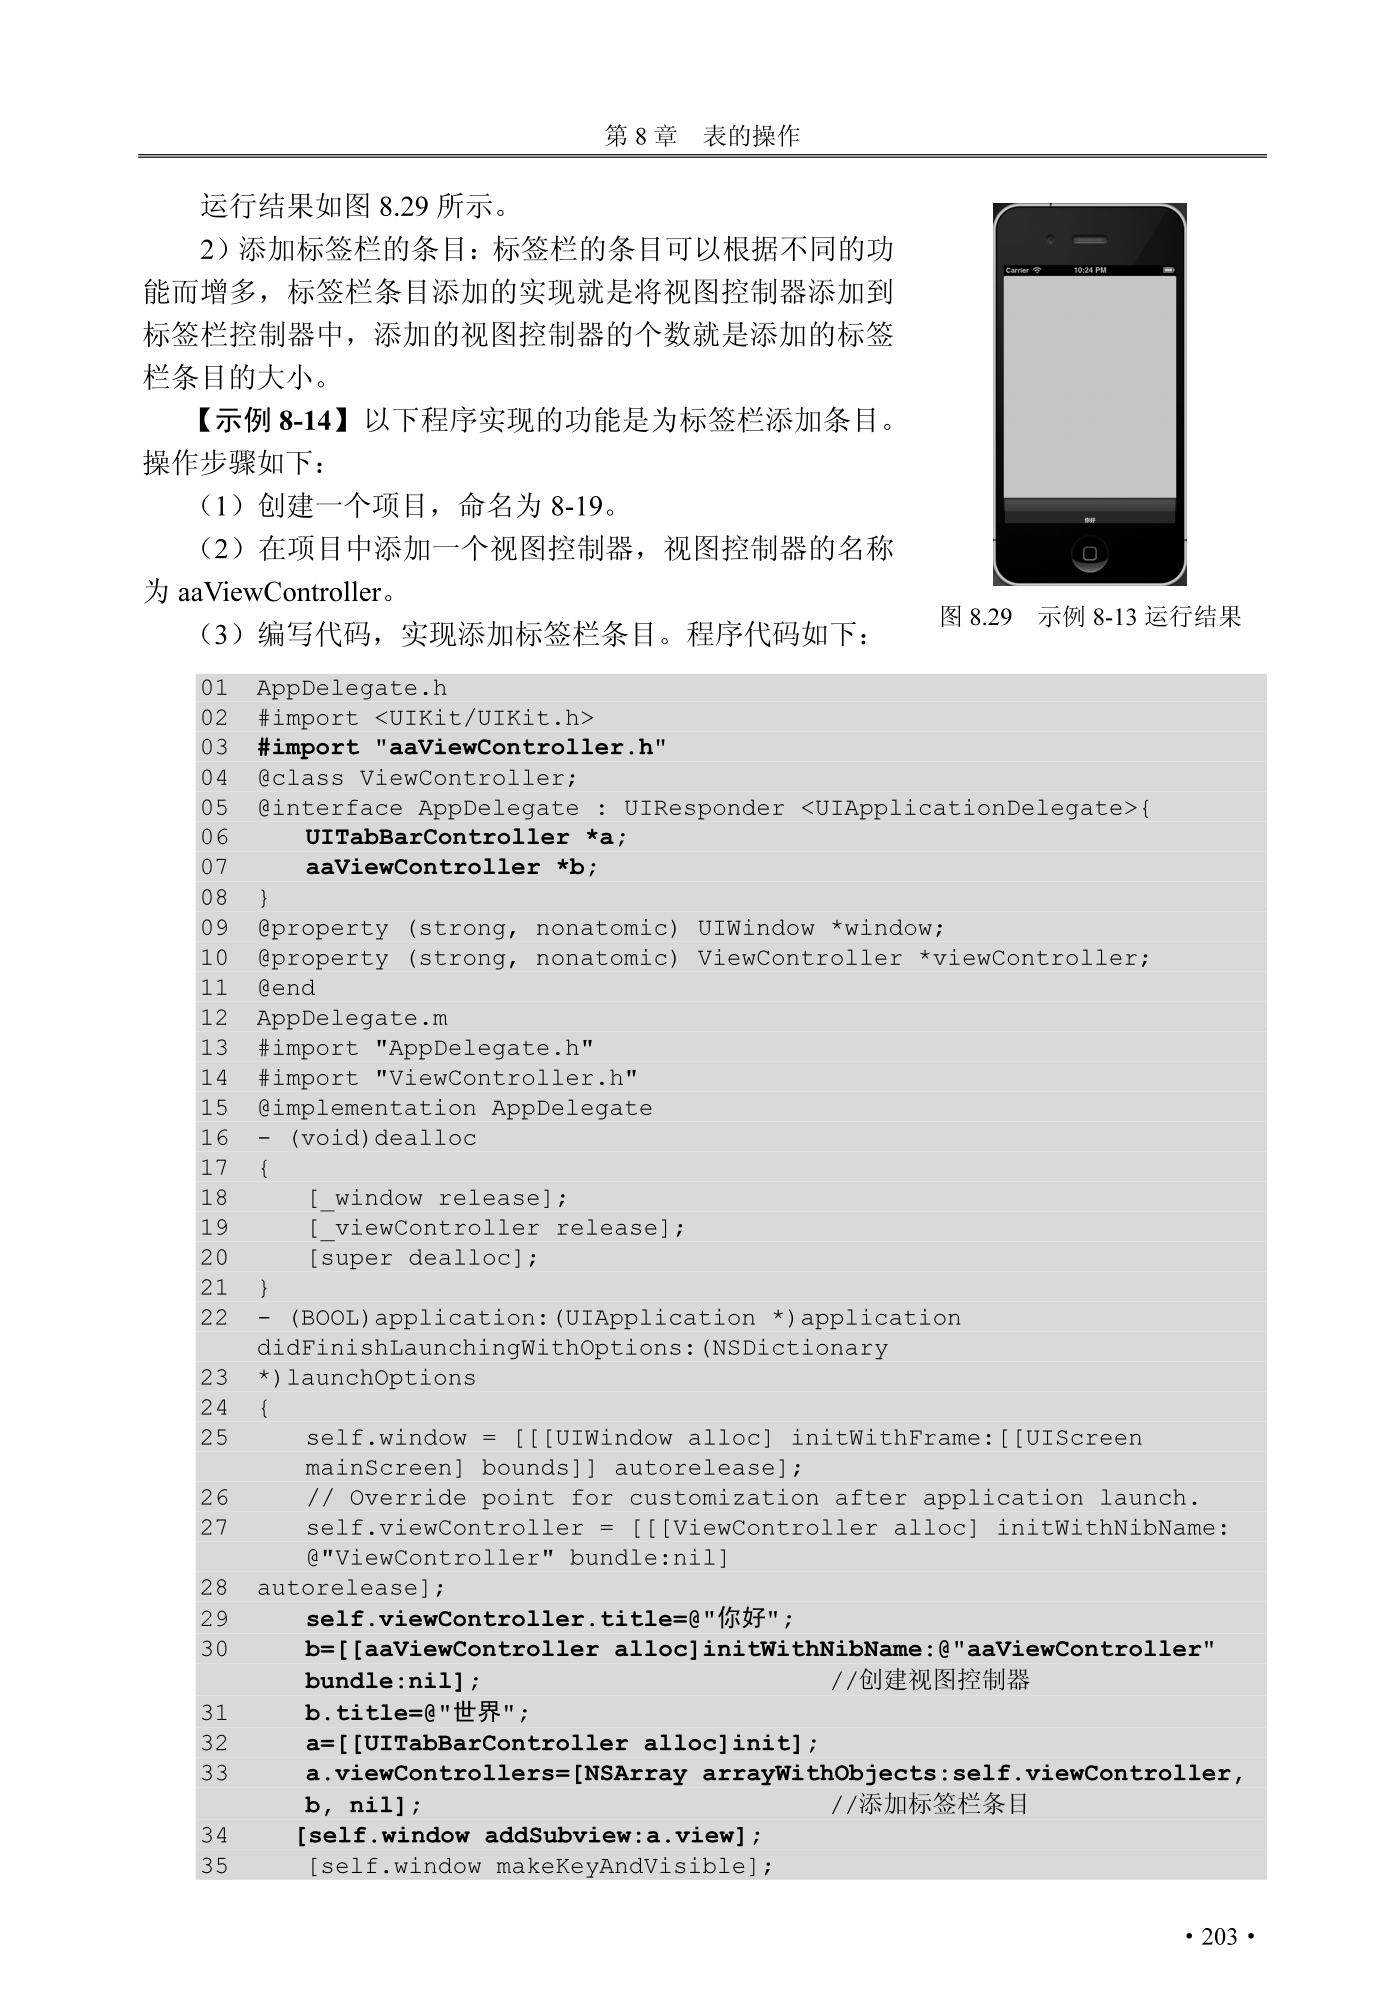 第 8 章　表的操作
运行结果如图 8.29 所示。
2）添加标签栏的条目：标签栏的条目可以根据不同的功
能而增多，标签栏条目添加的实现就是将视图控制器添加到
标签栏控制器中，添加的视图控制器的个数就是添加的标签
栏条目的大小。
【示例 8-14】以下程序实现的功能是为标签栏添加条目。
操作步骤如下：
（1）创建一个项目，命名为 8-19。
（2）在项目中添加一个视图控制器，视图控制器的名称
为 aaViewController。
（3）编写代码，实现添加标签栏条目。程序代码如下：
Carrier 10:24 PM
你好
图 8.29　示例 8-13 运行结果
01 AppDelegate.h
02 #import <UIKit/UIKit.h>
03 #import "aaViewController.h"
04 @class ViewController;
05 @interface AppDelegate : UIResponder <UIApplicationDelegate>{
06 UITabBarController *a;
07 aaViewController *b;
08 }
09 @property (strong, nonatomic) UIWindow *window;
10 @property (strong, nonatomic) ViewController *viewController;
11 @end
12 AppDelegate.m
13 #import "AppDelegate.h"
14 #import "ViewController.h"
15 @implementation AppDelegate
16 - (void)dealloc
17 {
18 [_window release];
19 [_viewController release];
20 [super dealloc];
21 }
22 - (BOOL)application:(UIApplication *)application
didFinishLaunchingWithOptions:(NSDictionary
23 *)launchOptions
24 {
25 self.window = [[[UIWindow alloc] initWithFrame:[[UIScreen
mainScreen] bounds]] autorelease];
26 // Override point for customization after application launch.
27 self.viewController = [[[ViewController alloc] initWithNibName:
@"ViewController" bundle:nil]
28 autorelease];
29 self.viewController.title=@"你好";
30 b=[[aaViewController alloc]initWithNibName:@"aaViewController"
bundle:nil]; //创建视图控制器
31 b.title=@"世界";
32 a=[[UITabBarController alloc]init];
33 a.viewControllers=[NSArray arrayWithObjects:self.viewController,
b, nil]; //添加标签栏条目
34 [self.window addSubview:a.view];
35 [self.window makeKeyAndVisible];
• 203 •